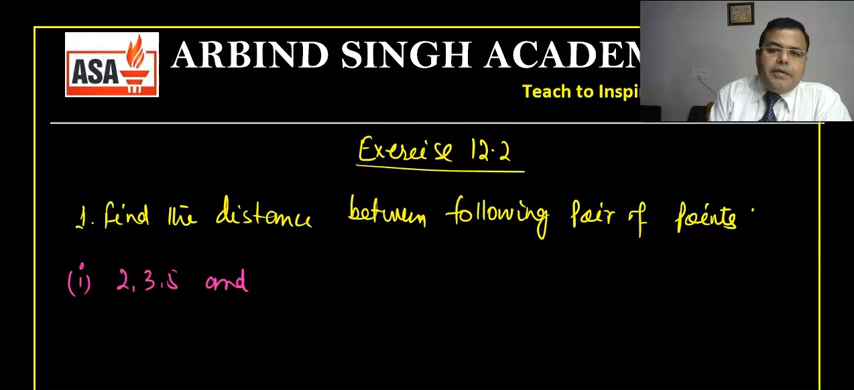 ASA
ARBIND SINGH ACADEM
Teach to Inspi
Exercise 12.2
1. Find the distance between following Pair of Points
(i) 2, 3, 5 and